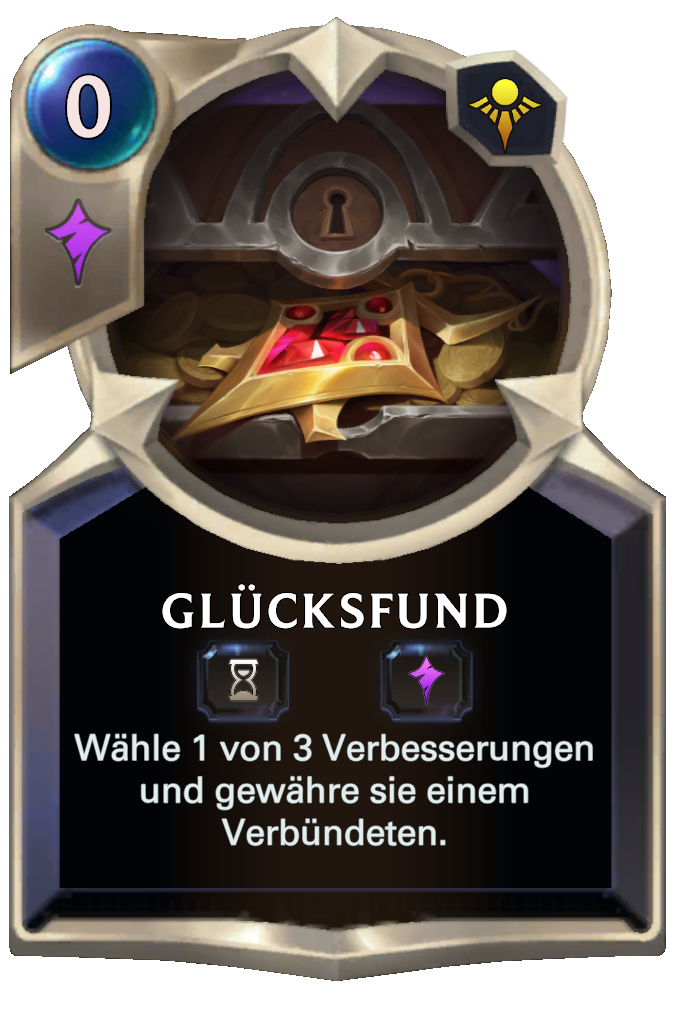 0
GLÜCKSFUND
Wähle 1 von 3 Verbesserungen
und gewähre sie einem
Verbündeten.